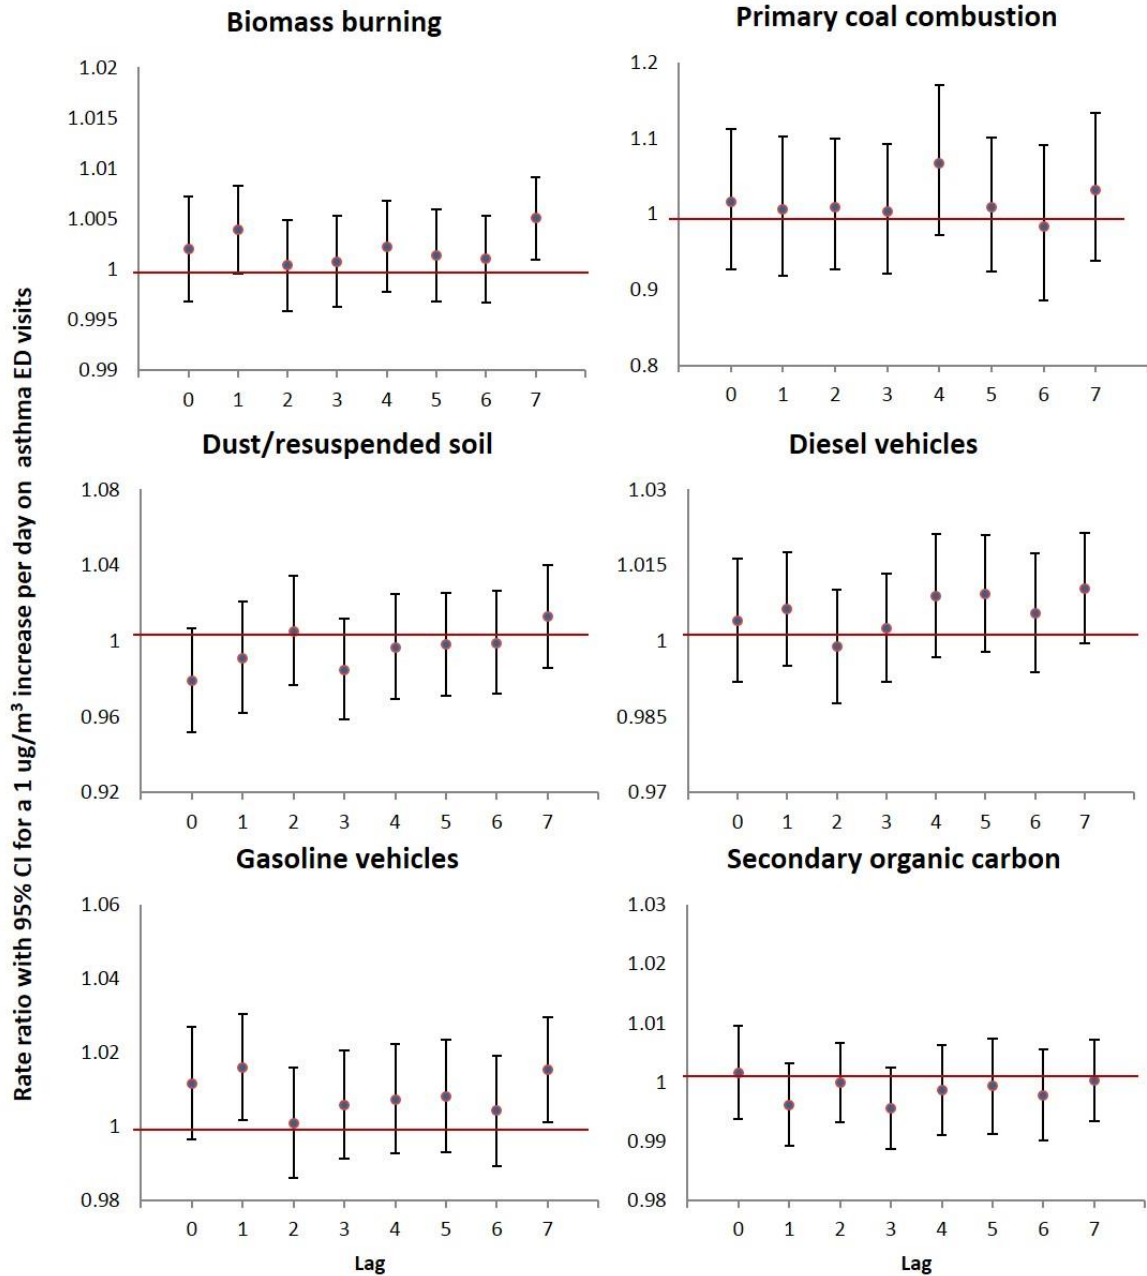 Rate ratio with 95% CI for a 1 ug/m³ increase per day on asthma ED visits
Biomass burning
1.02
1.015
1.01
1.005
1
0.995
0.99
0 1 2 3 4 5 6 7
Primary coal combustion
1.2
1.1
1
0.9
0.8
0 1 2 3 4 5 6 7
Dust/resuspended soil
1.08
1.04
1
0.96
0.92
0 1 2 3 4 5 6 7
Diesel vehicles
1.03
1.015
1
0.985
0.97
0 1 2 3 4 5 6 7
Gasoline vehicles
1.06
1.04
1.02
1
0.98
0 1 2 3 4 5 6 7
Lag
Secondary organic carbon
1.03
1.02
1.01
1
0.99
0.98
0 1 2 3 4 5 6 7
Lag